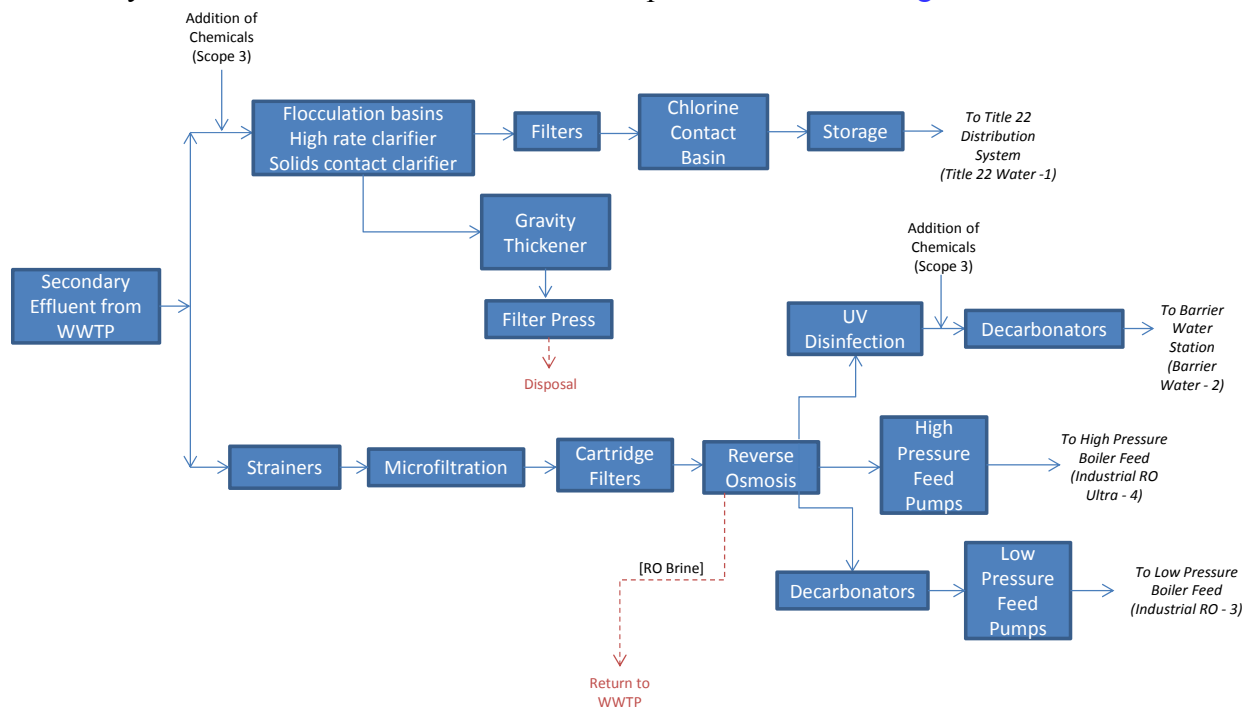 Addition of
Chemicals
(Scope 3)
Flocculation basins
High rate clarifier
Solids contact clarifier
Filters
Chlorine
Contact
Basin
Storage
To Title 22
Distribution
System
(Title 22 Water -1)
Gravity
Thickener
Filter Press
Disposal
Secondary
Effluent from
WWTP
Addition of
Chemicals
(Scope 3)
UV
Disinfection
Decarbonators
To Barrier
Water
Station
(Barrier
Water - 2)
Strainers
Microfiltration
Cartridge
Filters
Reverse
Osmosis
High
Pressure
Feed
Pumps
To High Pressure
Boiler Feed
(Industrial RO
Ultra - 4)
[RO Brine]
Decarbonators
Low
Pressure
Feed
Pumps
To Low Pressure
Boiler Feed
(Industrial RO - 3)
Return to
WWTP